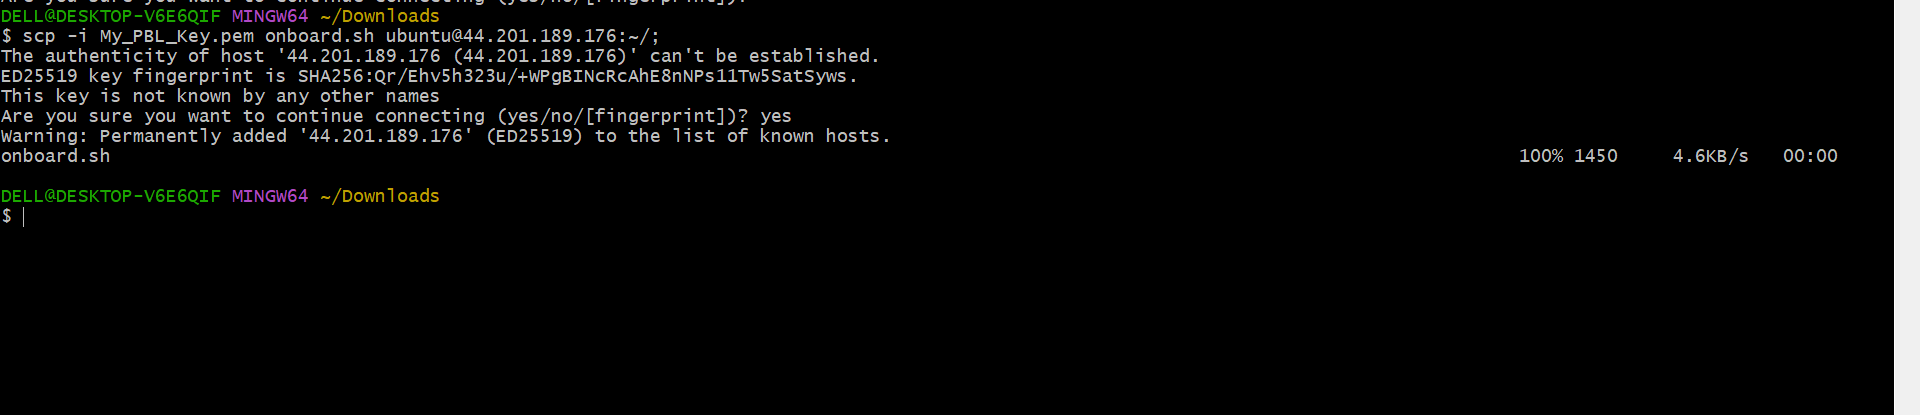 DELL@DESKTOP-V6E6QIF MINGW64 ~/Downloads
$ scp -i My_PBL_Key.pem onboard.sh ubuntu@44.201.189.176:~/;
The authenticity of host '44.201.189.176 (44.201.189.176)' can't be established.
ED25519 key fingerprint is SHA256:Qr/Ehv5h323u/+WPgBINcRcAhE8nNPs11Tw5SatSyws.
This key is not known by any other names
Are you sure you want to continue connecting (yes/no/[fingerprint])? yes
Warning: Permanently added '44.201.189.176' (ED25519) to the list of known hosts.
onboard.sh 100% 1450 4.6KB/s 00:00
DELL@DESKTOP-V6E6QIF MINGW64 ~/Downloads
$